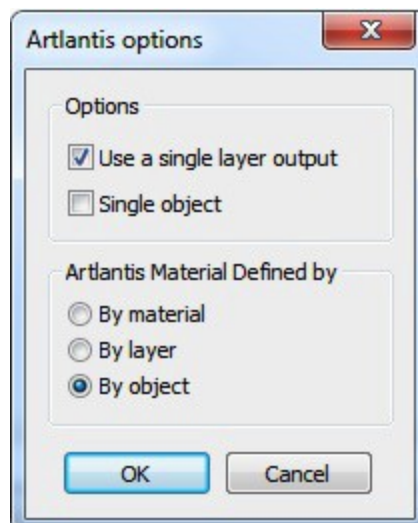 Artlantis options
Options
Use a single layer output
Single object
Artlantis Material Defined by
By material
By layer
By object
OK
Cancel